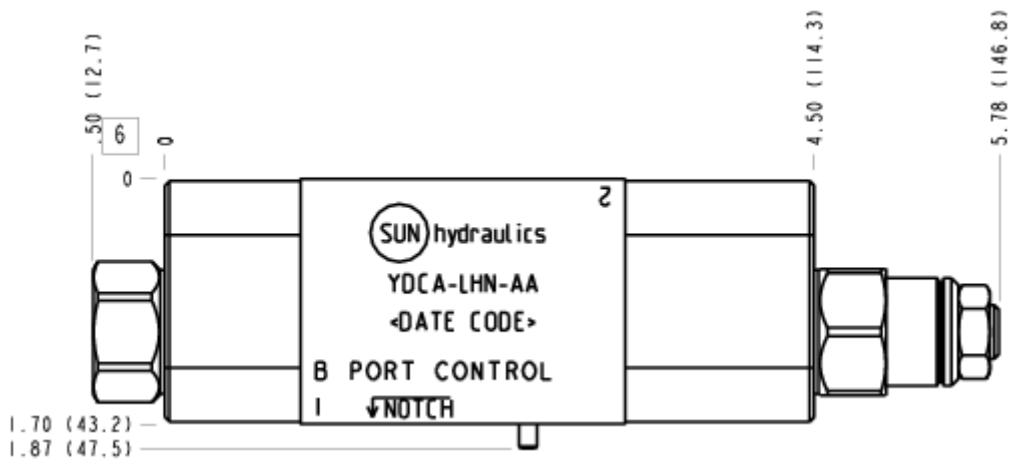 .50 (12.7)
6
0
4.50 (114.3)
5.78 (146.8)
0
2
SUN hydraulics
YDCA-LHN-AA
<DATE CODE>
B PORT CONTROL
1 NOTCH
1.70 (43.2)
1.87 (47.5)